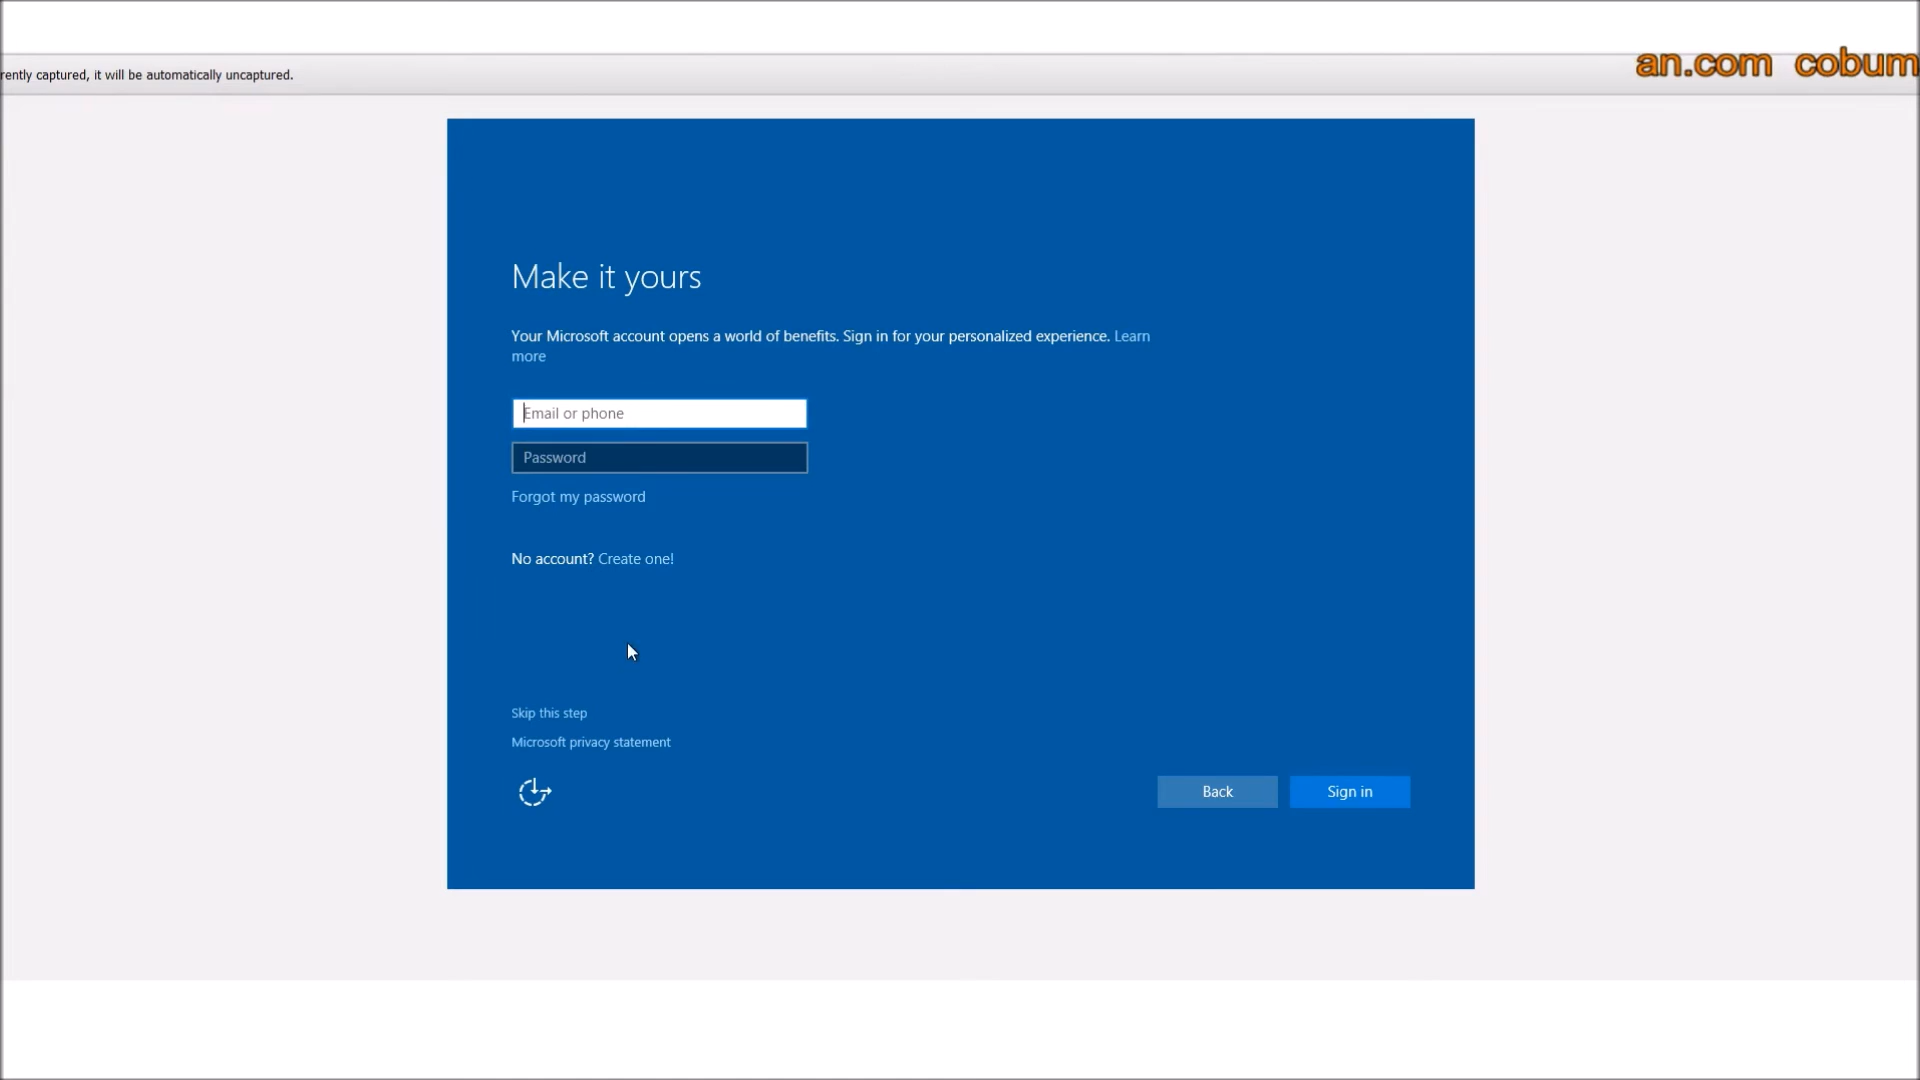 an.com cobum
rently captured, it will be automatically uncaptured.
Make it yours
Your Microsoft account opens a world of benefits. Sign in for your personalized experience. Learn
more
Email or phone
Password
Forgot my password
No account? Create one!
Skip this step
Microsoft privacy statement
Back
Sign in